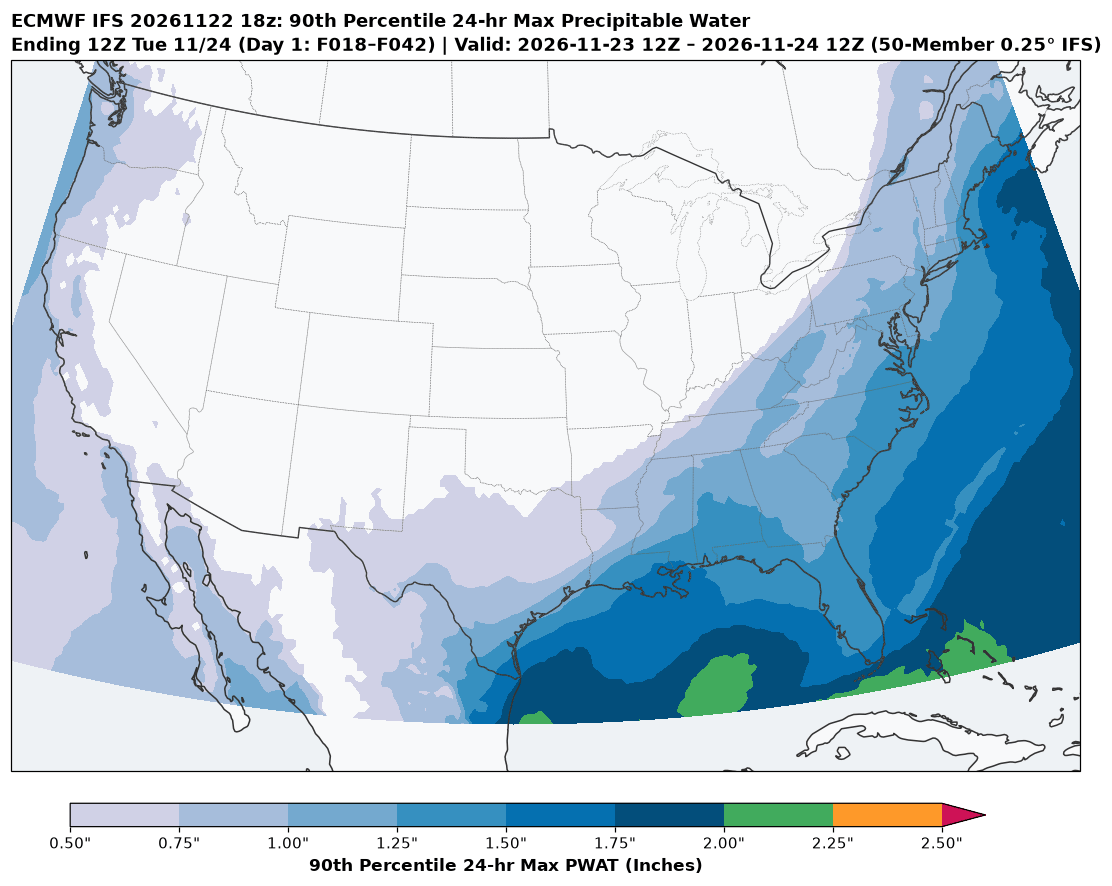 ECMWF IFS 20261122 18z: 90th Percentile 24-hr Max Precipitable Water
Ending 12Z Tue 11/24 (Day 1: F018–F042) | Valid: 2026-11-23 12Z – 2026-11-24 12Z (50-Member 0.25° IFS)
0.50" 0.75" 1.00" 1.25" 1.50" 1.75" 2.00" 2.25" 2.50"
90th Percentile 24-hr Max PWAT (Inches)